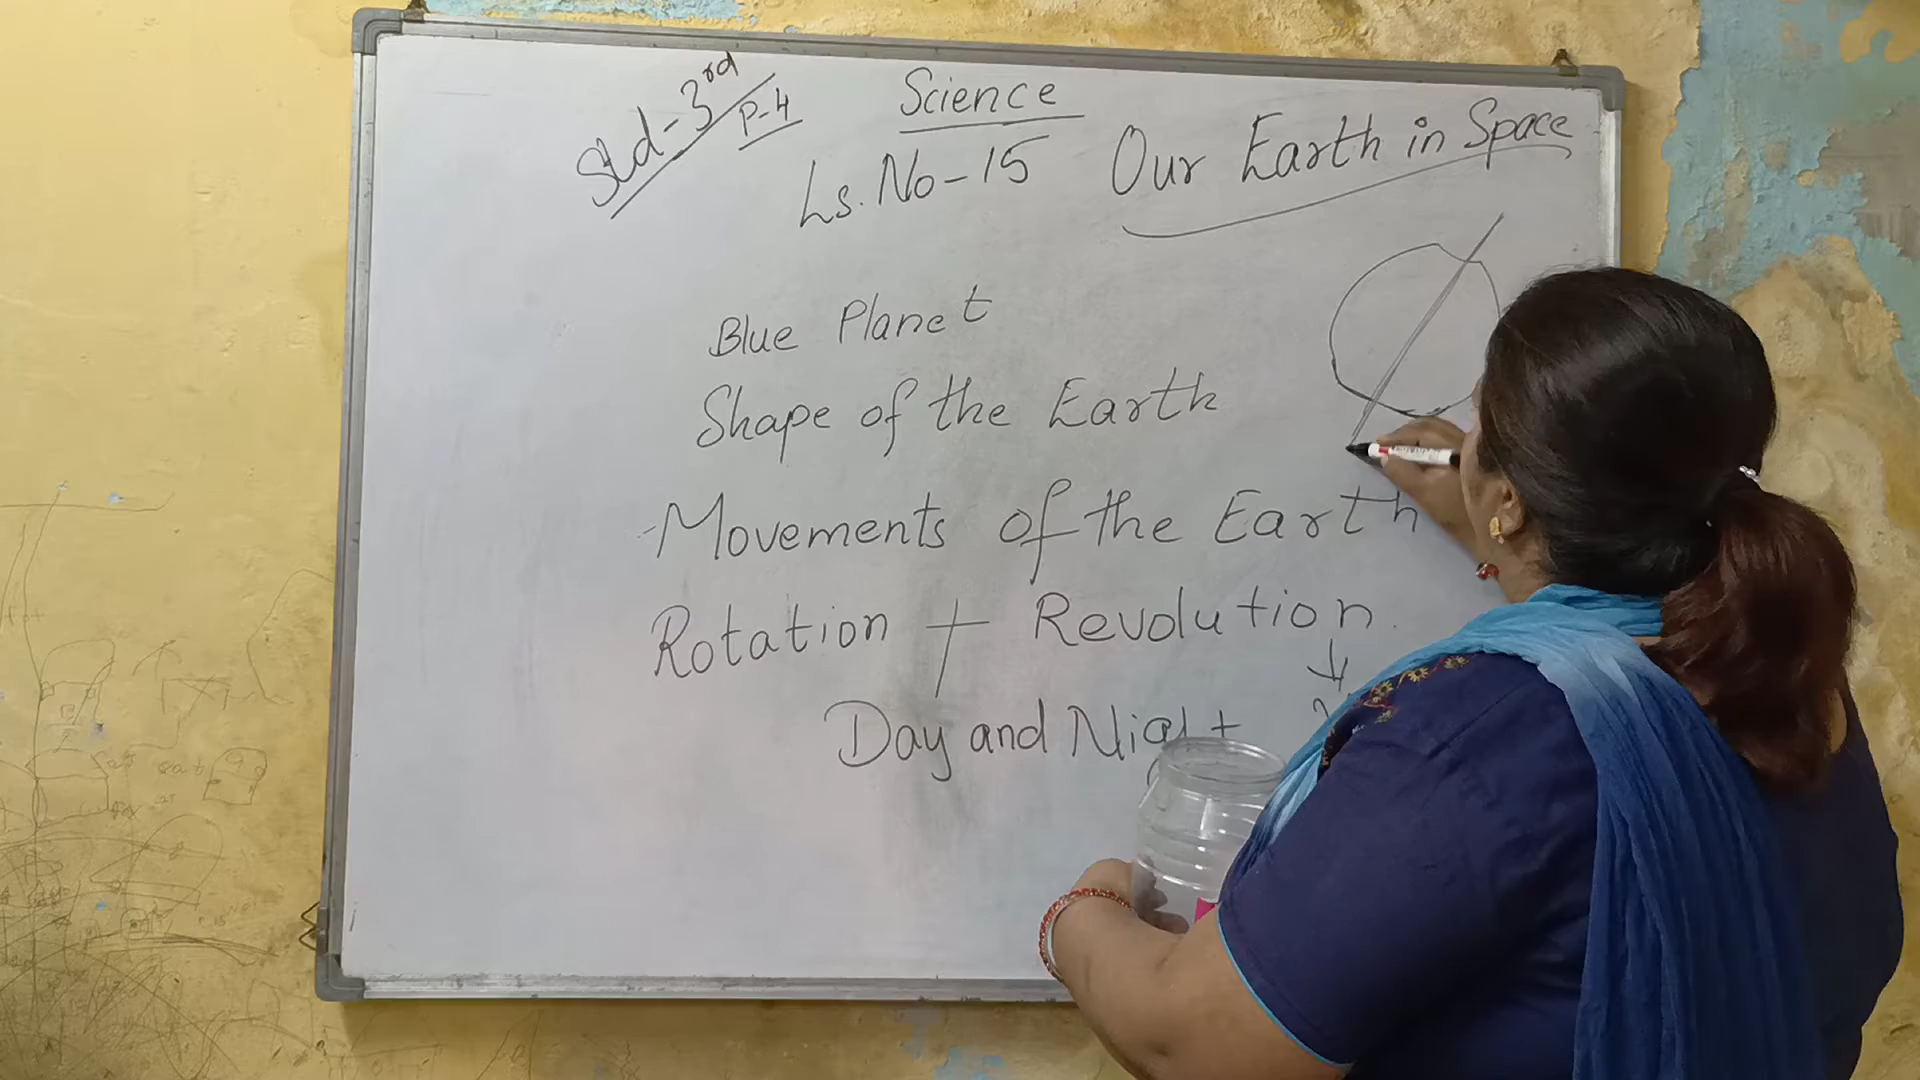 Std-3rd
P-4
Science
Ls. No-15 Our Earth in Space
Blue Planet
Shape of the Earth
Movements of the Earth
Rotation + Revolution.
Day and Night